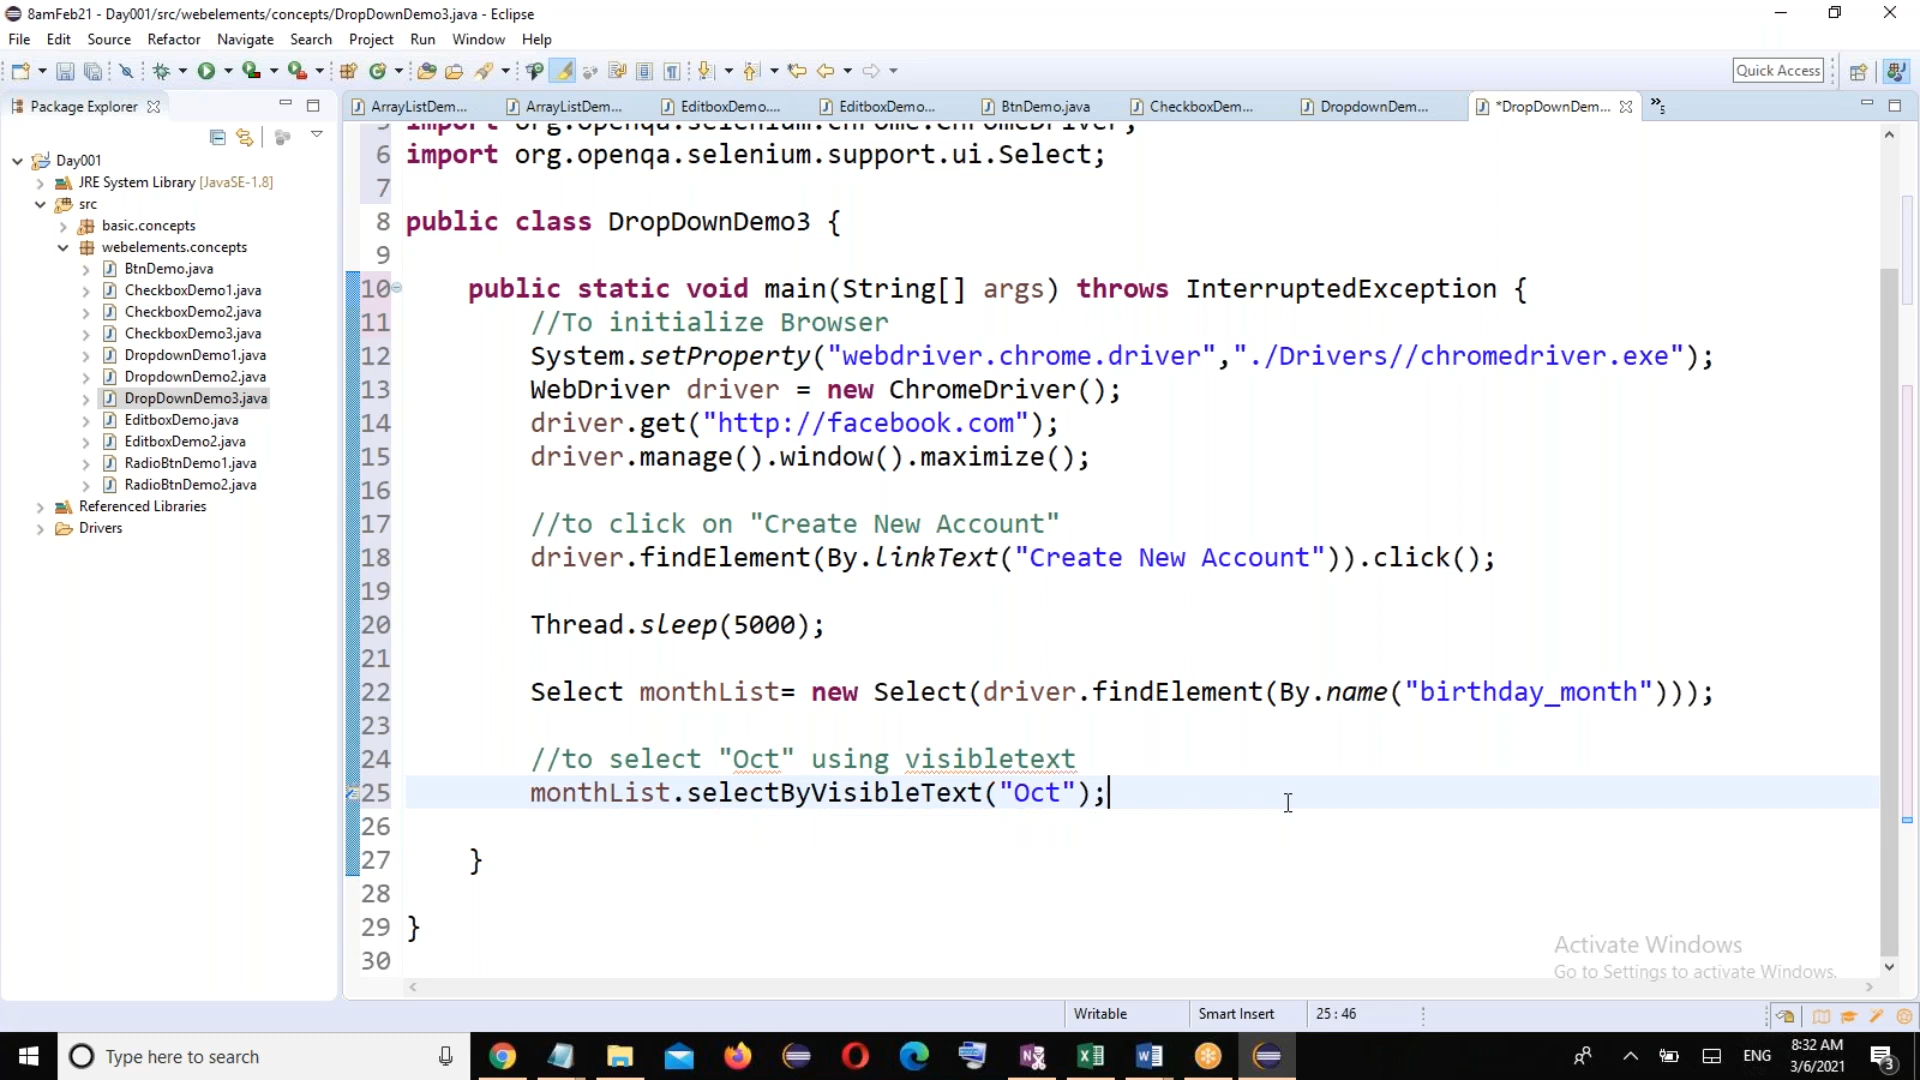 8amFeb21 - Day001/src/webelements/concepts/DropDownDemo3.java - Eclipse
File Edit Source Refactor Navigate Search Project Run Window Help
Quick Access
Package Explorer
ArrayListDem... ArrayListDem... EditboxDemo.... EditboxDemo... BtnDemo.java CheckboxDem... DropdownDem... *DropDownDem... »5
Day001
JRE System Library [JavaSE-1.8]
src
basic.concepts
webelements.concepts
BtnDemo.java
CheckboxDemo1.java
CheckboxDemo2.java
CheckboxDemo3.java
DropdownDemo1.java
DropdownDemo2.java
DropDownDemo3.java
EditboxDemo.java
EditboxDemo2.java
RadioBtnDemo1.java
RadioBtnDemo2.java
Referenced Libraries
Drivers
5 import org.openqa.selenium.chrome.ChromeDriver;
6 import org.openqa.selenium.support.ui.Select;
7
8 public class DropDownDemo3 {
9
10 public static void main(String[] args) throws InterruptedException {
11 //To initialize Browser
12 System.setProperty("webdriver.chrome.driver","./Drivers//chromedriver.exe");
13 WebDriver driver = new ChromeDriver();
14 driver.get("http://facebook.com");
15 driver.manage().window().maximize();
16
17 //to click on "Create New Account"
18 driver.findElement(By.linkText("Create New Account")).click();
19
20 Thread.sleep(5000);
21
22 Select monthList= new Select(driver.findElement(By.name("birthday_month")));
23
24 //to select "Oct" using visibletext
25 monthList.selectByVisibleText("Oct");
26
27 }
28
29 }
30
Activate Windows
Go to Settings to activate Windows.
Writable Smart Insert 25 : 46
Type here to search
ENG
8:32 AM
3/6/2021
3